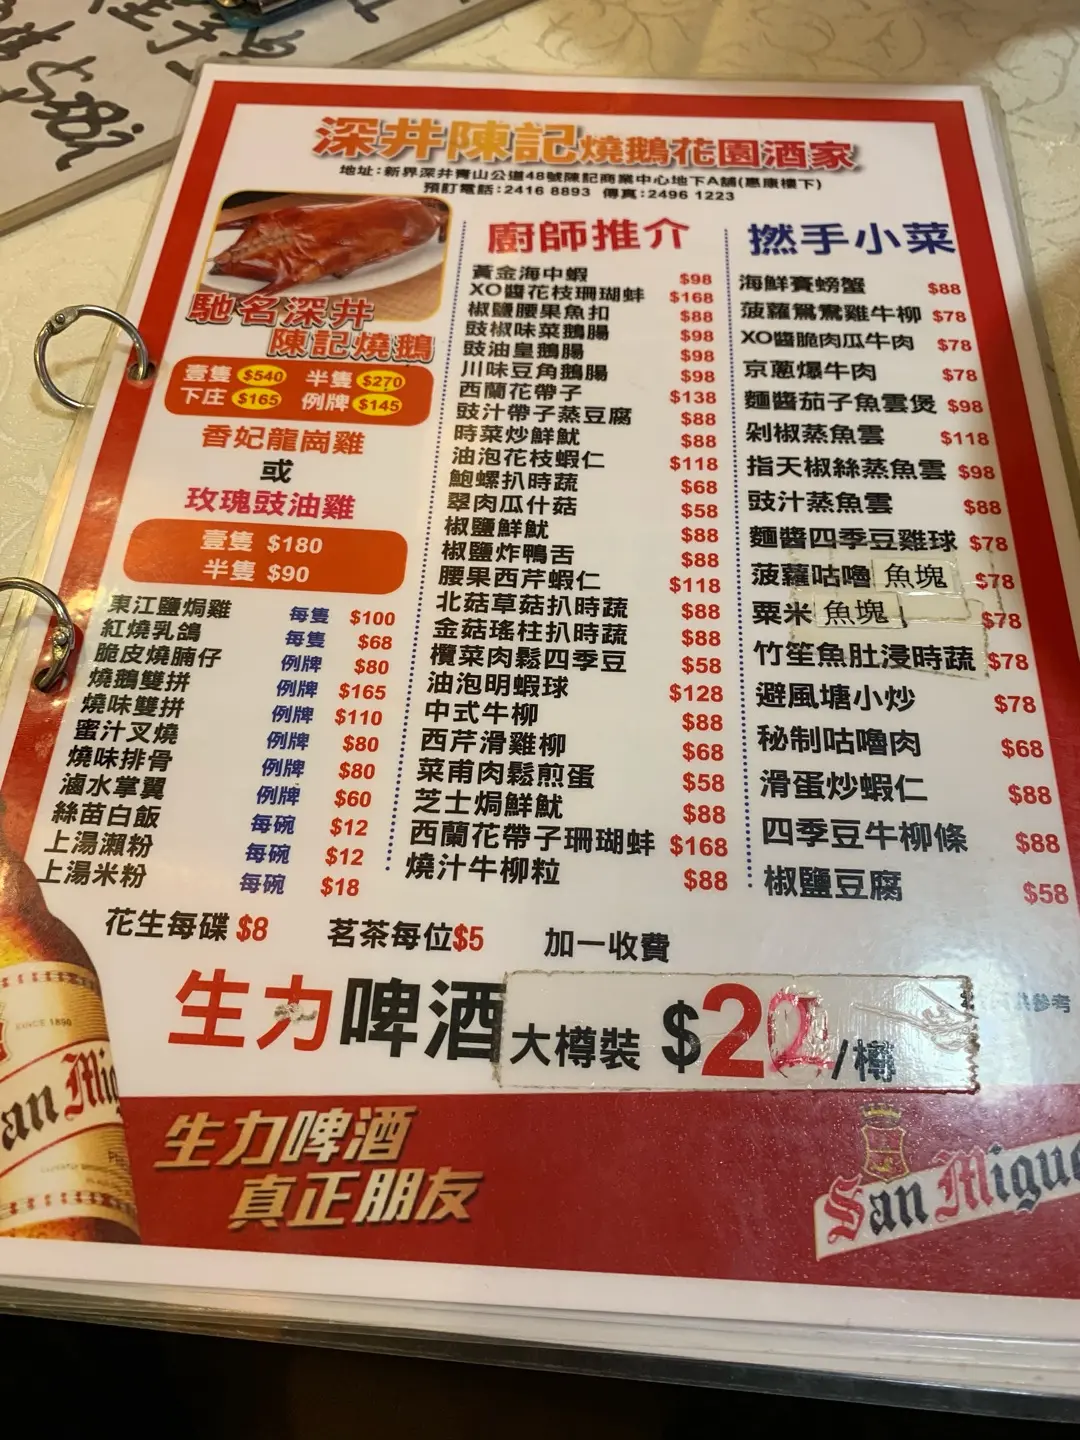 深井陳記燒鵝花園酒家
地址：新界深井青山公道48號陳記商業中心地下A舖(惠康樓下)
預訂電話：2416 8893 傳真：2496 1223
馳名深井
陳記燒鵝
壹隻 $540 半隻 $270
下庄 $165 例牌 $145
香妃龍崗雞
或
玫瑰豉油雞
壹隻 $180
半隻 $90
東江鹽焗雞 每隻 $100
紅燒乳鴿 每隻 $68
脆皮燒腩仔 例牌 $80
燒鵝雙拼 例牌 $165
燒味雙拼 例牌 $110
蜜汁叉燒 例牌 $80
燒味排骨 例牌 $80
滷水掌翼 例牌 $60
絲苗白飯 每碗 $12
上湯瀨粉 每碗 $12
上湯米粉 每碗 $18
廚師推介
黃金海中蝦 $98
XO醬花枝珊瑚蚌 $168
椒鹽腰果魚扣 $88
豉椒味菜鵝腸 $98
豉油皇鵝腸 $98
川味豆角鵝腸 $98
西蘭花帶子 $138
豉汁帶子蒸豆腐 $88
時菜炒鮮魷 $88
油泡花枝蝦仁 $118
鮑螺扒時蔬 $68
翠肉瓜什菇 $58
椒鹽鮮魷 $88
椒鹽炸鴨舌 $88
腰果西芹蝦仁 $118
北菇草菇扒時蔬 $88
金菇瑤柱扒時蔬 $88
欖菜肉鬆四季豆 $58
油泡明蝦球 $128
中式牛柳 $88
西芹滑雞柳 $68
菜甫肉鬆煎蛋 $58
芝士焗鮮魷 $88
西蘭花帶子珊瑚蚌 $168
燒汁牛柳粒 $88
撚手小菜
海鮮賽螃蟹 $88
菠蘿鴛鴦雞牛柳 $78
XO醬脆肉瓜牛肉 $78
京蔥爆牛肉 $78
麵醬茄子魚雲煲 $98
剁椒蒸魚雲 $118
指天椒絲蒸魚雲 $98
豉汁蒸魚雲 $88
麵醬四季豆雞球 $78
菠蘿咕嚕魚塊 $78
粟米魚塊 $78
竹笙魚肚浸時蔬 $78
避風塘小炒 $78
秘制咕嚕肉 $68
滑蛋炒蝦仁 $88
四季豆牛柳條 $88
椒鹽豆腐 $58
花生每碟 $8 茗茶每位$5 加一收費
生力啤酒 大樽裝 $22/樽
參考
SINCE 1890
San Mig
生力啤酒
真正朋友
San Migue